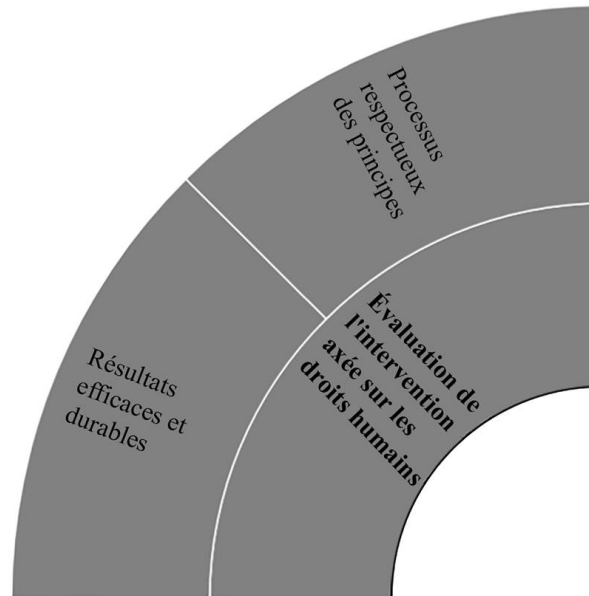 Processus
respectueux
des principes
Évaluation de
l'intervention
axée sur les
droits humains
Résultats
efficaces et
durables